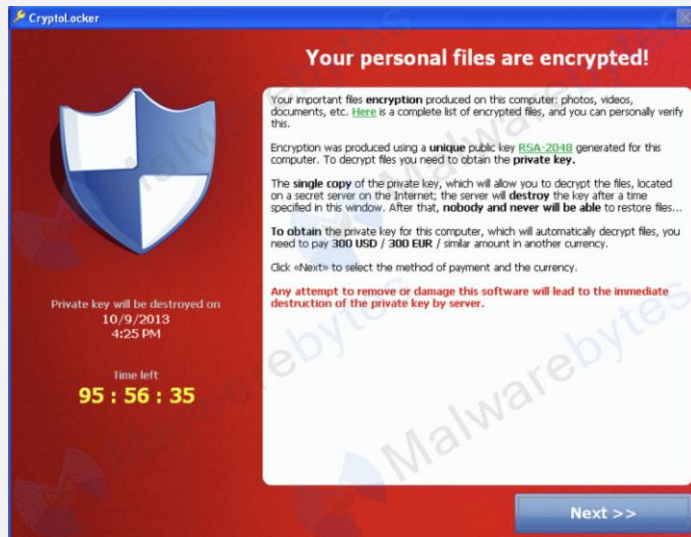 CryptoLocker
Your personal files are encrypted!
Your important files encryption produced on this computer: photos, videos,
documents, etc. Here is a complete list of encrypted files, and you can personally verify
this.
Encryption was produced using a unique public key RSA-2048 generated for this
computer. To decrypt files you need to obtain the private key.
The single copy of the private key, which will allow you to decrypt the files, located
on a secret server on the Internet; the server will destroy the key after a time
specified in this window. After that, nobody and never will be able to restore files...
To obtain the private key for this computer, which will automatically decrypt files, you
need to pay 300 USD / 300 EUR / similar amount in another currency.
Click «Next» to select the method of payment and the currency.
Any attempt to remove or damage this software will lead to the immediate
destruction of the private key by server.
Private key will be destroyed on
10/9/2013
4:25 PM
Time left
95 : 56 : 35
Next >>
Malwarebytes
Malwarebytes
Malwarebytes